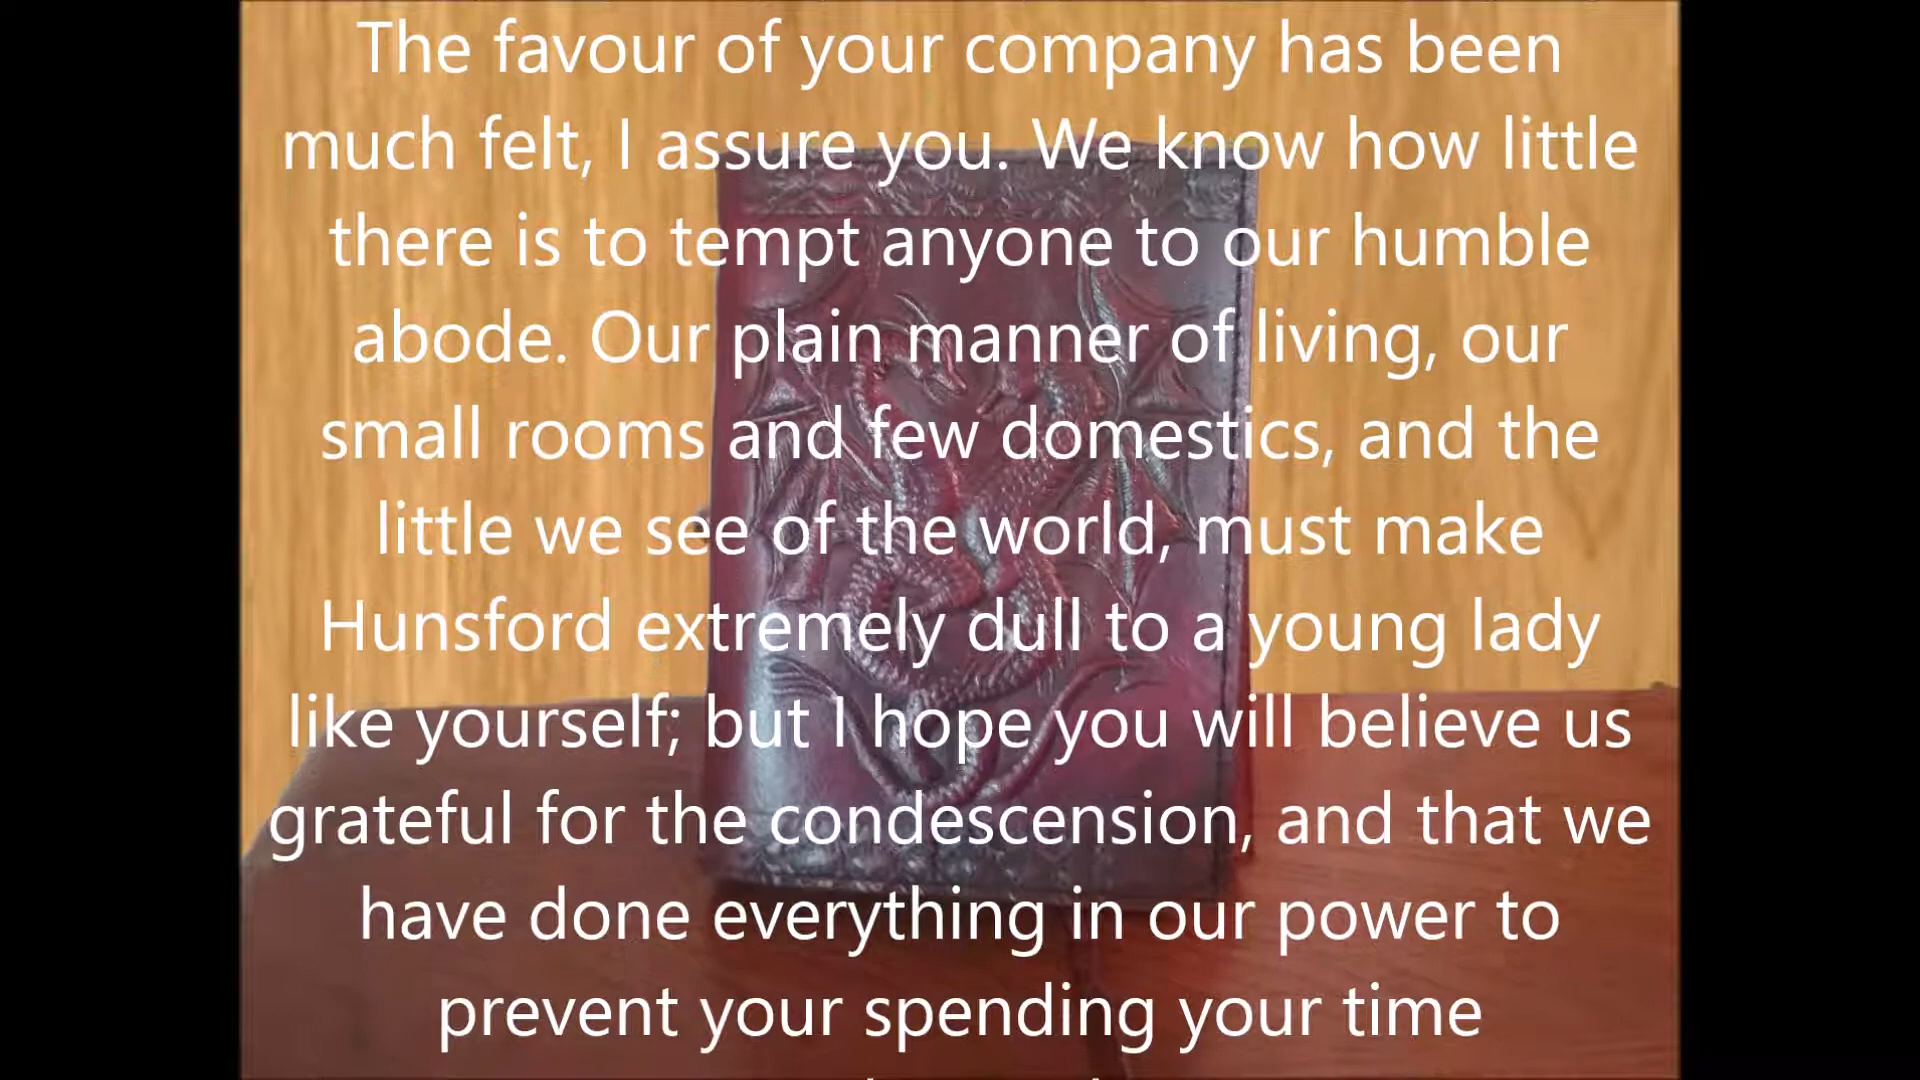 The favour of your company has been
much felt, I assure you. We know how little
there is to tempt anyone to our humble
abode. Our plain manner of living, our
small rooms and few domestics, and the
little we see of the world, must make
Hunsford extremely dull to a young lady
like yourself; but I hope you will believe us
grateful for the condescension, and that we
have done everything in our power to
prevent your spending your time